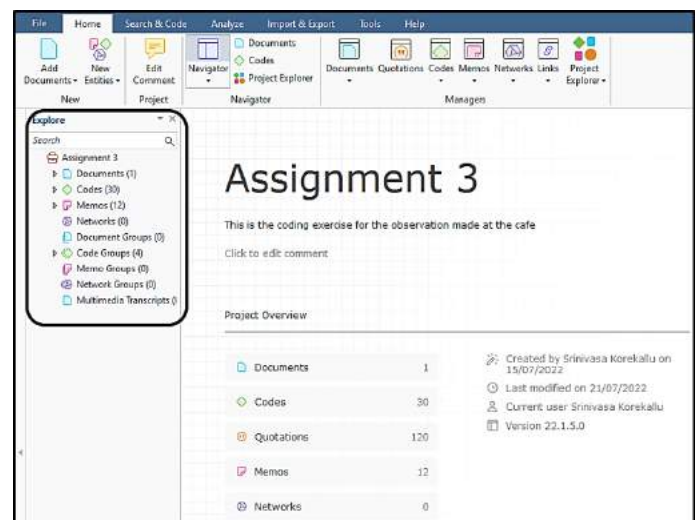 File Home Search & Code Analyze Import & Export Tools Help
Add Documents New Entities Edit Comment Navigator Documents Codes Project Explorer Documents Quotations Codes Memos Networks Links Project Explorer
New Project Navigator Managers
Explore
Search
Assignment 3
Documents (1)
Codes (30)
Memos (12)
Networks (0)
Document Groups (0)
Code Groups (4)
Memo Groups (0)
Network Groups (0)
Multimedia Transcripts (
Assignment 3
This is the coding exercise for the observation made at the cafe
Click to edit comment
Project Overview
Documents 1
Codes 30
Quotations 120
Memos 12
Networks 0
Created by Srinivasa Korekallu on
15/07/2022
Last modified on 21/07/2022
Current user Srinivasa Korekallu
Version 22.1.5.0